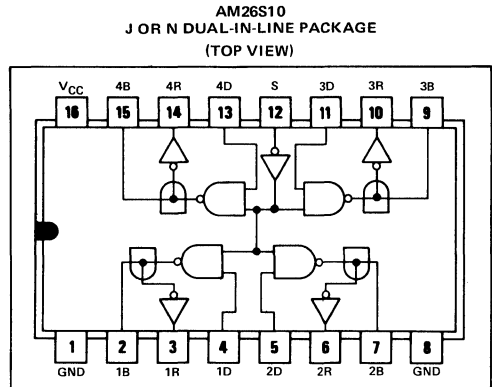 AM26S10
J OR N DUAL-IN-LINE PACKAGE
(TOP VIEW)
VCC 4B 4R 4D S 3D 3R 3B
16 15 14 13 12 11 10 9
1 2 3 4 5 6 7 8
GND 1B 1R 1D 2D 2R 2B GND